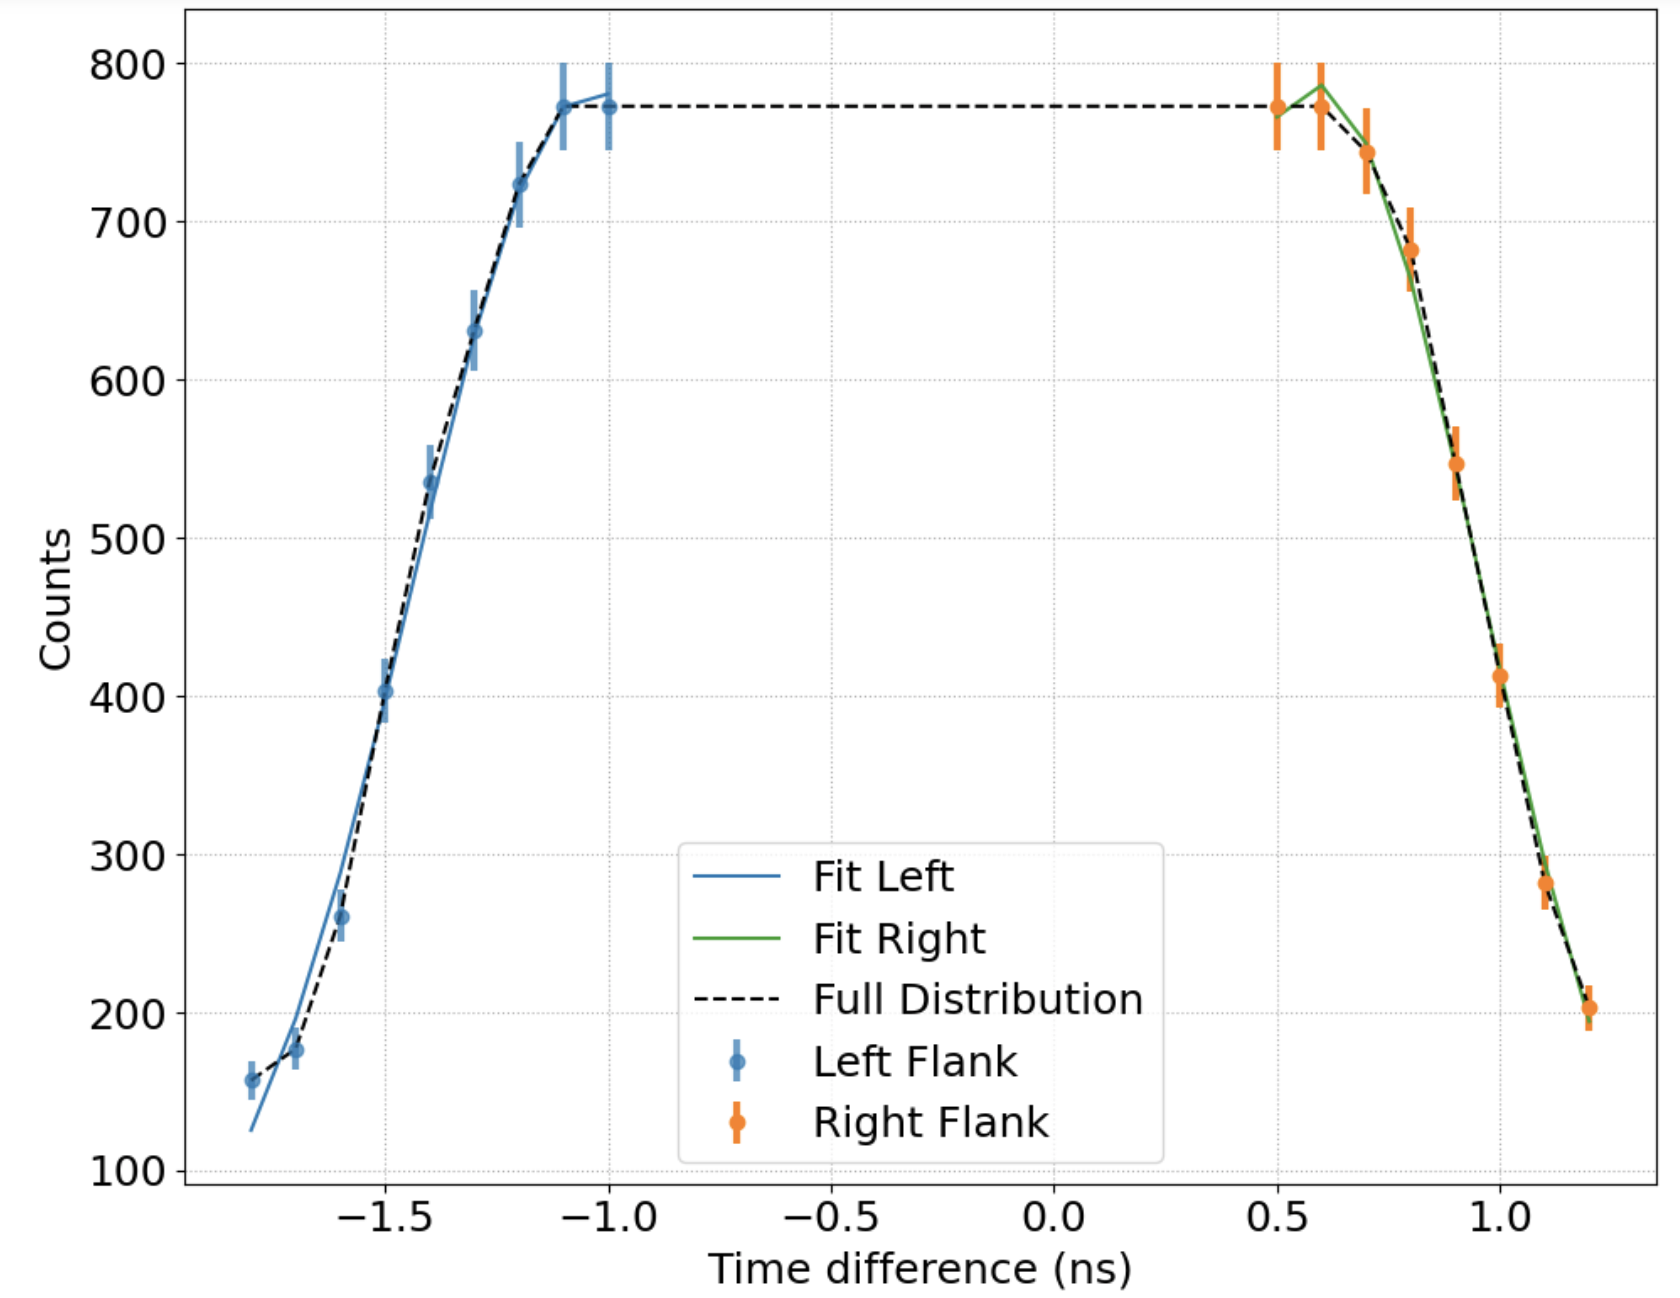 800
700
600
500
400
300
200
100
Counts
Fit Left
Fit Right
Full Distribution
Left Flank
Right Flank
−1.5 −1.0 −0.5 0.0 0.5 1.0
Time difference (ns)